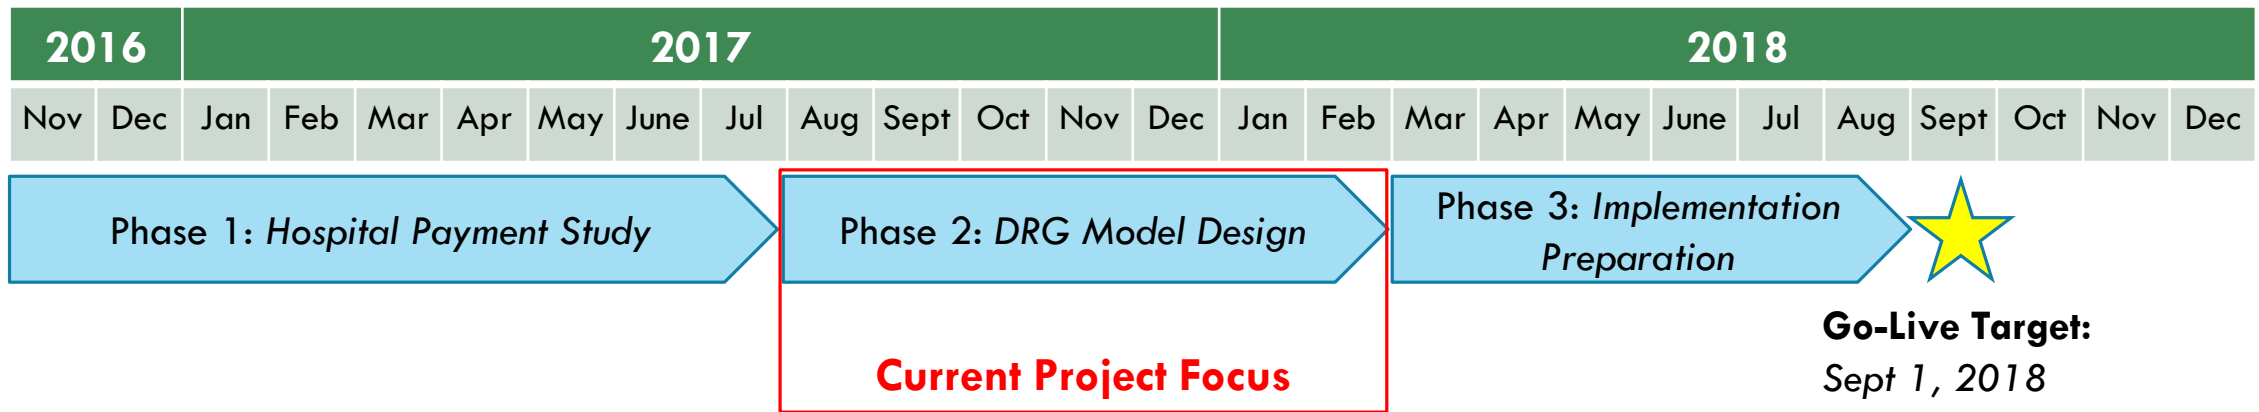 2016 2017 2018
Nov Dec Jan Feb Mar Apr May June Jul Aug Sept Oct Nov Dec Jan Feb Mar Apr May June Jul Aug Sept Oct Nov Dec
Phase 1: Hospital Payment Study
Phase 2: DRG Model Design
Phase 3: Implementation
Preparation
Current Project Focus
Go-Live Target:
Sept 1, 2018